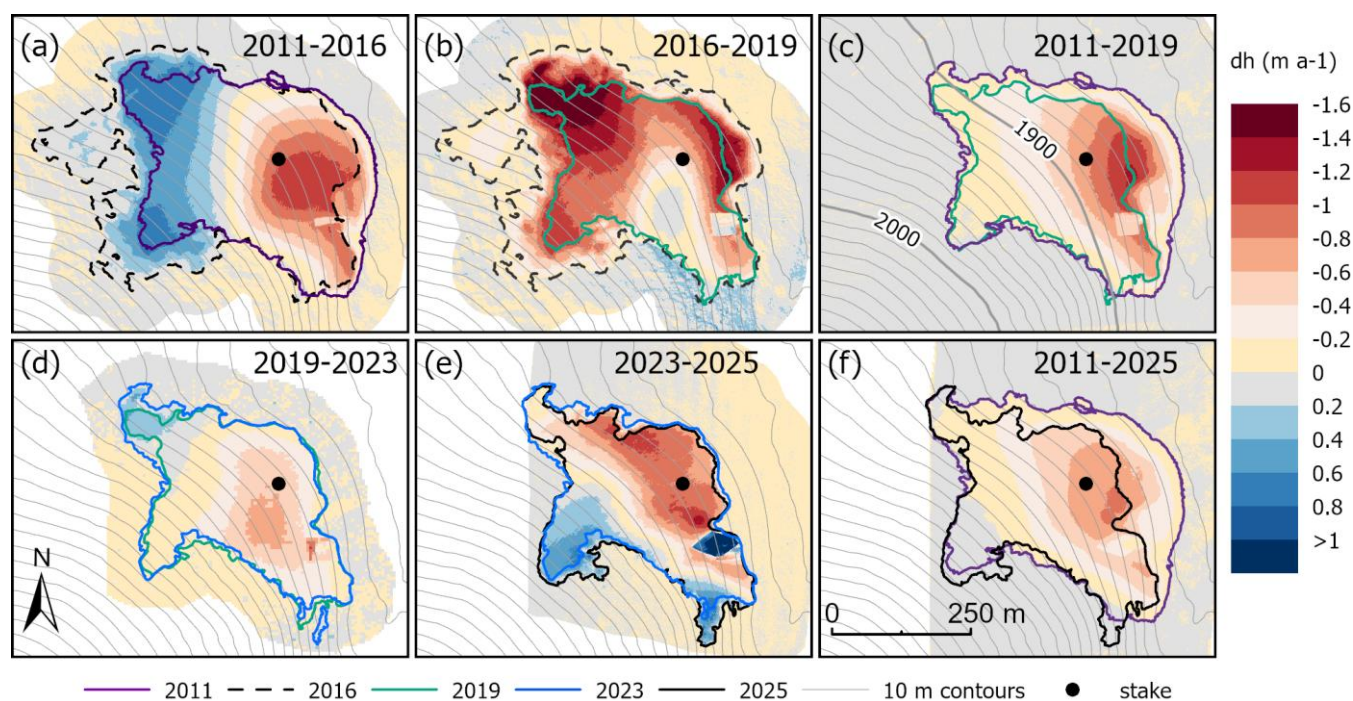 (a) 2011-2016
(b) 2016-2019
(c) 2011-2019
dh (m a-1)
1900
2000
-1.6
-1.4
-1.2
-1
-0.8
-0.6
-0.4
-0.2
0
0.2
0.4
0.6
0.8
>1
(d) 2019-2023
(e) 2023-2025
(f) 2011-2025
N
0 250 m
2011 2016 2019 2023 2025 10 m contours stake